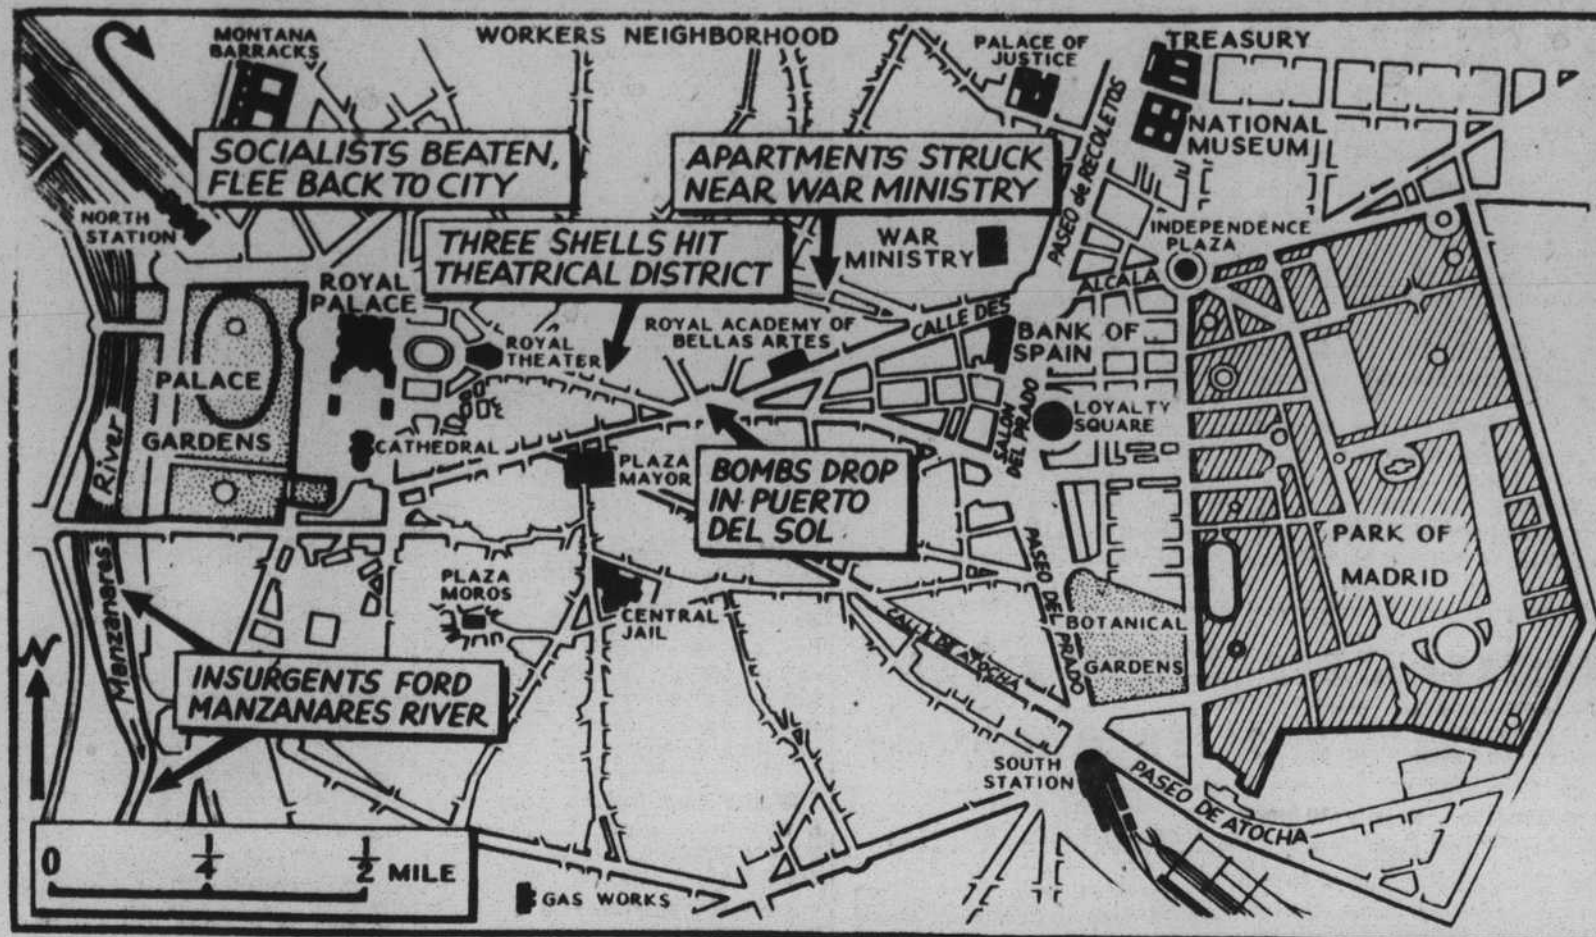 MONTANA
BARRACKS
WORKERS NEIGHBORHOOD
PALACE OF
JUSTICE
TREASURY
NATIONAL
MUSEUM
PASEO de RECOLETOS
SOCIALISTS BEATEN,
FLEE BACK TO CITY
APARTMENTS STRUCK
NEAR WAR MINISTRY
NORTH
STATION
THREE SHELLS HIT
THEATRICAL DISTRICT
WAR
MINISTRY
INDEPENDENCE
PLAZA
ROYAL
PALACE
CALLE DES
ALCALA
ROYAL
THEATER
ROYAL ACADEMY OF
BELLAS ARTES
BANK OF
SPAIN
PALACE
GARDENS
SALON
DEL PRADO
LOYALTY
SQUARE
CATHEDRAL
PLAZA
MAYOR
BOMBS DROP
IN PUERTO
DEL SOL
River
Manzanares
PARK OF
MADRID
PLAZA
MOROS
CENTRAL
JAIL
PASEO DEL PRADO
BOTANICAL
GARDENS
CALLE DE ATOCHA
N
INSURGENTS FORD
MANZANARES RIVER
SOUTH
STATION
PASEO DE ATOCHA
0 1/4 1/2 MILE
GAS WORKS